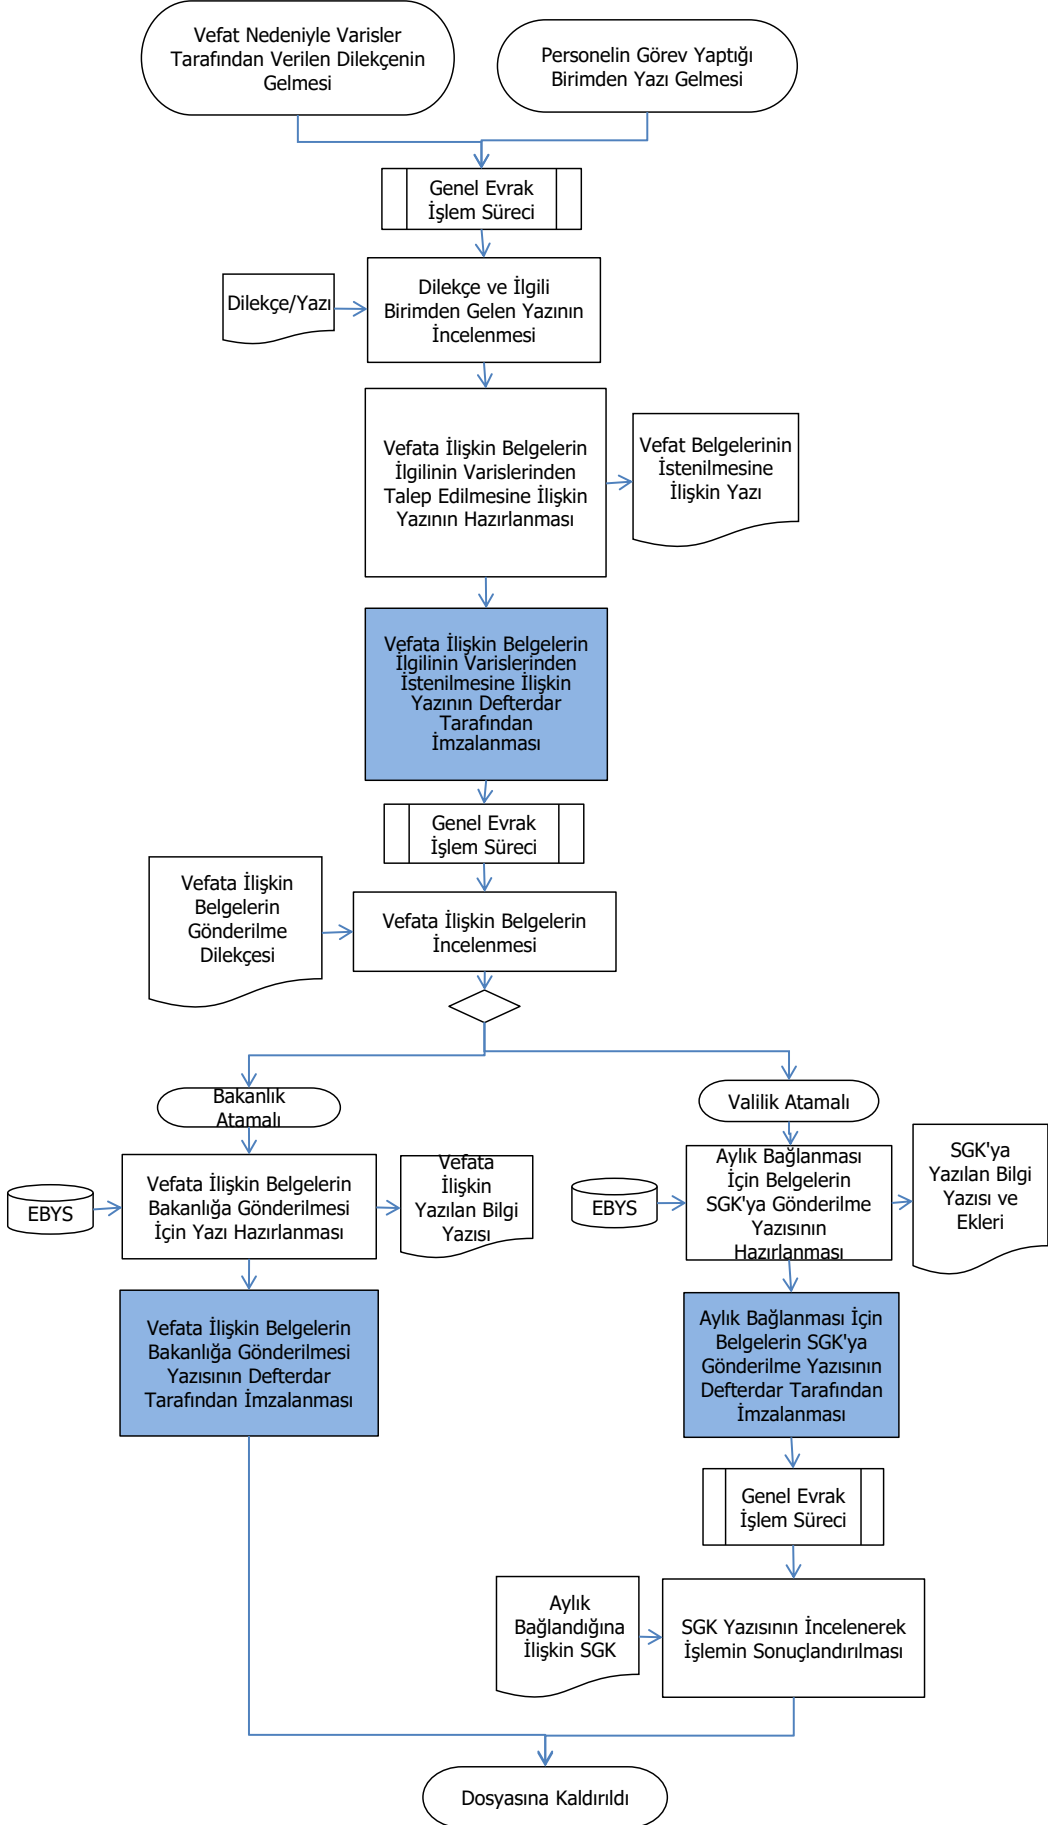 Vefat Nedeniyle Varisler
Tarafından Verilen Dilekçenin
Gelmesi
Personelin Görev Yaptığı
Birimden Yazı Gelmesi
Genel Evrak
İşlem Süreci
Dilekçe/Yazı
Dilekçe ve İlgili
Birimden Gelen Yazının
İncelenmesi
Vefata İlişkin Belgelerin
İlgilinin Varislerinden
Talep Edilmesine İlişkin
Yazının Hazırlanması
Vefat Belgelerinin
İstenilmesine
İlişkin Yazı
Vefata İlişkin Belgelerin
İlgilinin Varislerinden
İstenilmesine İlişkin
Yazının Defterdar
Tarafından
İmzalanması
Genel Evrak
İşlem Süreci
Vefata İlişkin
Belgelerin
Gönderilme
Dilekçesi
Vefata İlişkin Belgelerin
İncelenmesi
Bakanlık
Atamalı
Valilik Atamalı
EBYS
Vefata İlişkin Belgelerin
Bakanlığa Gönderilmesi
İçin Yazı Hazırlanması
Vefata
İlişkin
Yazılan Bilgi
Yazısı
EBYS
Aylık Bağlanması
İçin Belgelerin
SGK'ya Gönderilme
Yazısının
Hazırlanması
SGK'ya
Yazılan Bilgi
Yazısı ve
Ekleri
Vefata İlişkin Belgelerin
Bakanlığa Gönderilmesi
Yazısının Defterdar
Tarafından İmzalanması
Aylık Bağlanması İçin
Belgelerin SGK'ya
Gönderilme Yazısının
Defterdar Tarafından
İmzalanması
Genel Evrak
İşlem Süreci
Aylık
Bağlandığına
İlişkin SGK
SGK Yazısının İncelenerek
İşlemin Sonuçlandırılması
Dosyasına Kaldırıldı